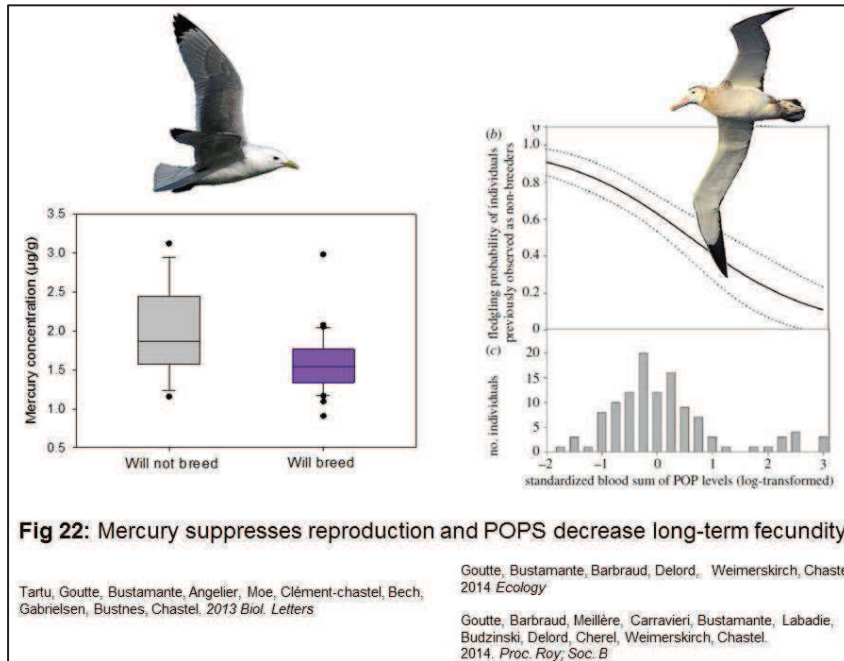 3.5
3.0
2.5
2.0
1.5
1.0
0.5
Mercury concentration (µg/g)
Will not breed
Will breed
(b)
fledgling probability of individuals
previously observed as non-breeders
1.0
0.8
0.6
0.4
0.2
0
(c)
no. individuals
20
15
10
5
0
−2
−1
0
1
2
3
standardized blood sum of POP levels (log-transformed)
Fig 22: Mercury suppresses reproduction and POPS decrease long-term fecundity
Tartu, Goutte, Bustamante, Angelier, Moe, Clément-chastel, Bech,
Gabrielsen, Bustnes, Chastel. 2013 Biol. Letters
Goutte, Bustamante, Barbraud, Delord, Weimerskirch, Chaste
2014 Ecology
Goutte, Barbraud, Meillère, Carravieri, Bustamante, Labadie,
Budzinski, Delord, Cherel, Weimerskirch, Chastel.
2014. Proc. Roy; Soc. B